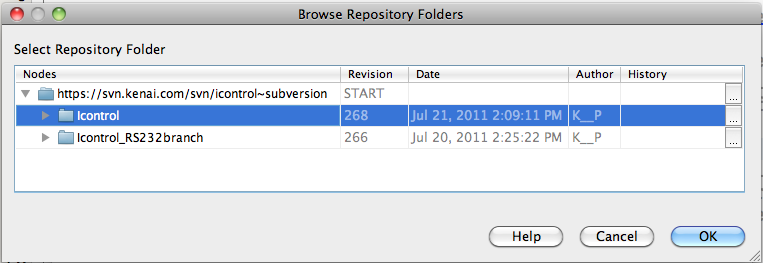 Browse Repository Folders
Select Repository Folder
Nodes Revision Date Author History
https://svn.kenai.com/svn/icontrol~subversion START ...
Icontrol 268 Jul 21, 2011 2:09:11 PM K__P ...
Icontrol_RS232branch 266 Jul 20, 2011 2:25:22 PM K__P ...
Help Cancel OK